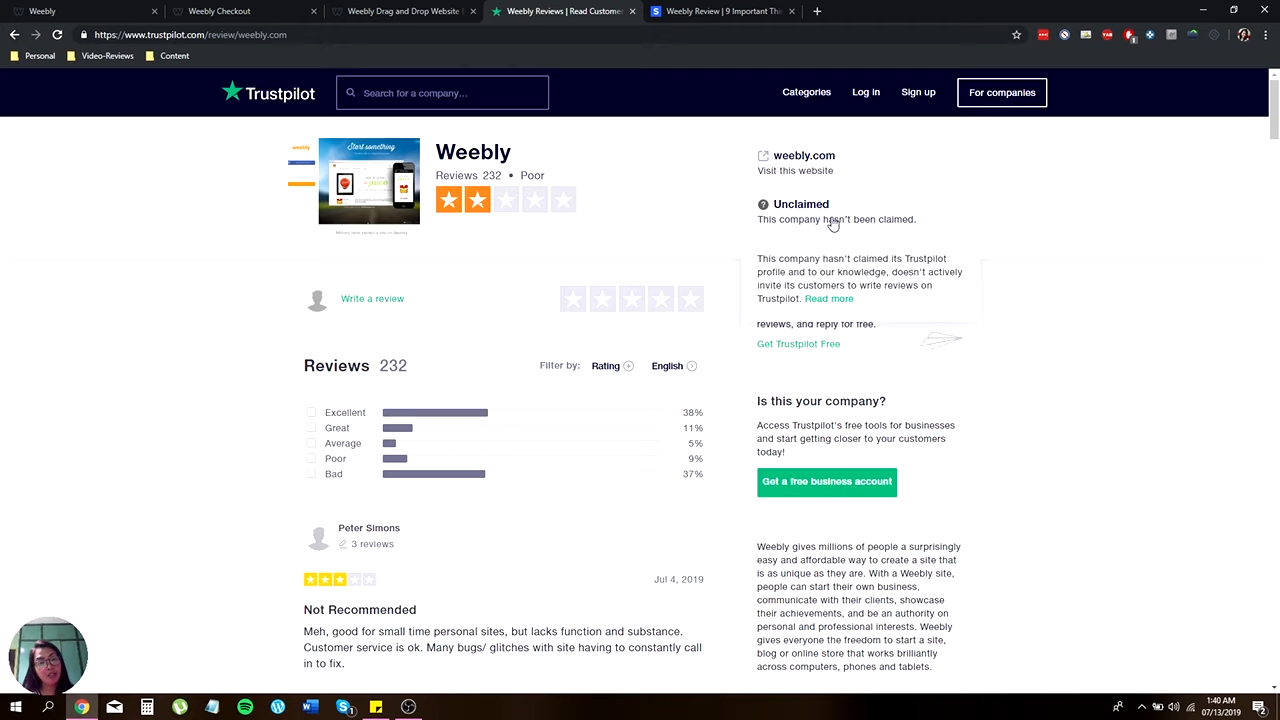 Weebly
Weebly Checkout
Weebly Drag and Drop Website
Weebly Reviews | Read Custome
Weebly Review | 9 Important Thi
https://www.trustpilot.com/review/weebly.com
Personal
Video-Reviews
Content
Trustpilot
Search for a company...
Categories
Log in
Sign up
For companies
weebly
Start something
Weebly
Reviews 232 • Poor
weebly.com
Visit this website
Unclaimed
This company hasn't been claimed.
This company hasn't claimed its Trustpilot
profile and to our knowledge, doesn't actively
invite its customers to write reviews on
Trustpilot. Read more
reviews, and reply for free.
Get Trustpilot Free
Write a review
Reviews 232
Filter by:
Rating
English
Excellent 38%
Great 11%
Average 5%
Poor 9%
Bad 37%
Is this your company?
Access Trustpilot's free tools for businesses
and start getting closer to your customers
today!
Get a free business account
Peter Simons
3 reviews
Jul 4, 2019
Not Recommended
Meh, good for small time personal sites, but lacks function and substance.
Customer service is ok. Many bugs/ glitches with site having to constantly call
in to fix.
Weebly gives millions of people a surprisingly
easy and affordable way to create a site that
is as unique as they are. With a Weebly site,
people can start their own business,
communicate with their clients, showcase
their achievements, and be an authority on
personal and professional interests. Weebly
gives everyone the freedom to start a site,
blog or online store that works brilliantly
across computers, phones and tablets.
1:40 AM
07/13/2019